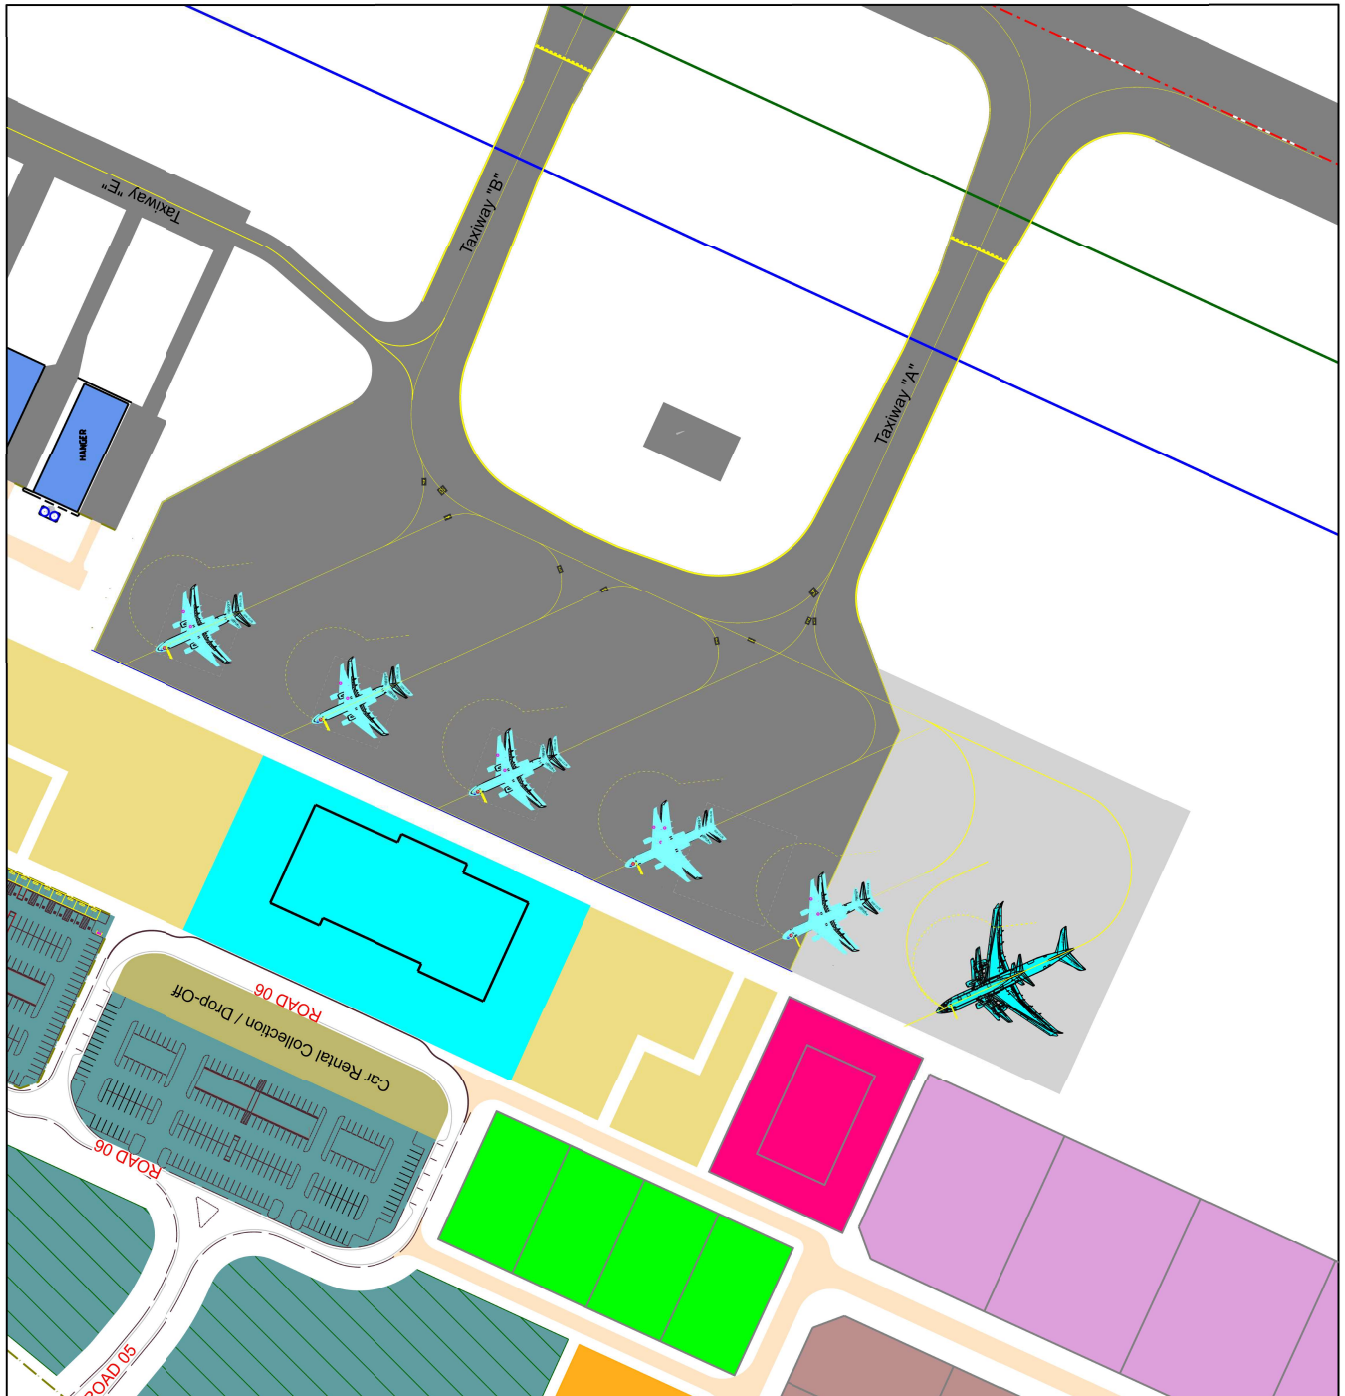 Taxiway "E"
Taxiway "B"
Taxiway "A"
HANGER
ROAD 06
Car Rental Collection / Drop-Off
ROAD 06
ROAD 05